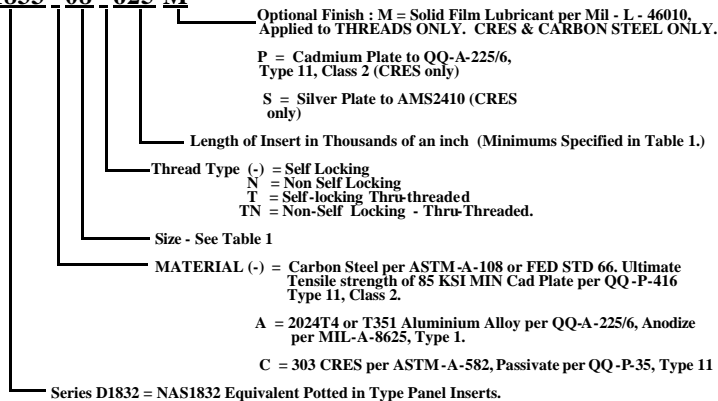 Optional Finish : M = Solid Film Lubricant per Mil - L - 46010,
Applied to THREADS ONLY. CRES & CARBON STEEL ONLY.
P = Cadmium Plate to QQ-A-225/6,
Type 11, Class 2 (CRES only)
S = Silver Plate to AMS2410 (CRES
only)
Length of Insert in Thousands of an inch (Minimums Specified in Table 1.)
Thread Type (-) = Self Locking
N = Non Self Locking
T = Self-locking Thru-threaded
TN = Non-Self Locking - Thru-Threaded.
Size - See Table 1
MATERIAL (-) = Carbon Steel per ASTM-A-108 or FED STD 66. Ultimate
Tensile strength of 85 KSI MIN Cad Plate per QQ-P-416
Type 11, Class 2.
A = 2024T4 or T351 Aluminium Alloy per QQ-A-225/6, Anodize
per MIL-A-8625, Type 1.
C = 303 CRES per ASTM-A-582, Passivate per QQ-P-35, Type 11
Series D1832 = NAS1832 Equivalent Potted in Type Panel Inserts.